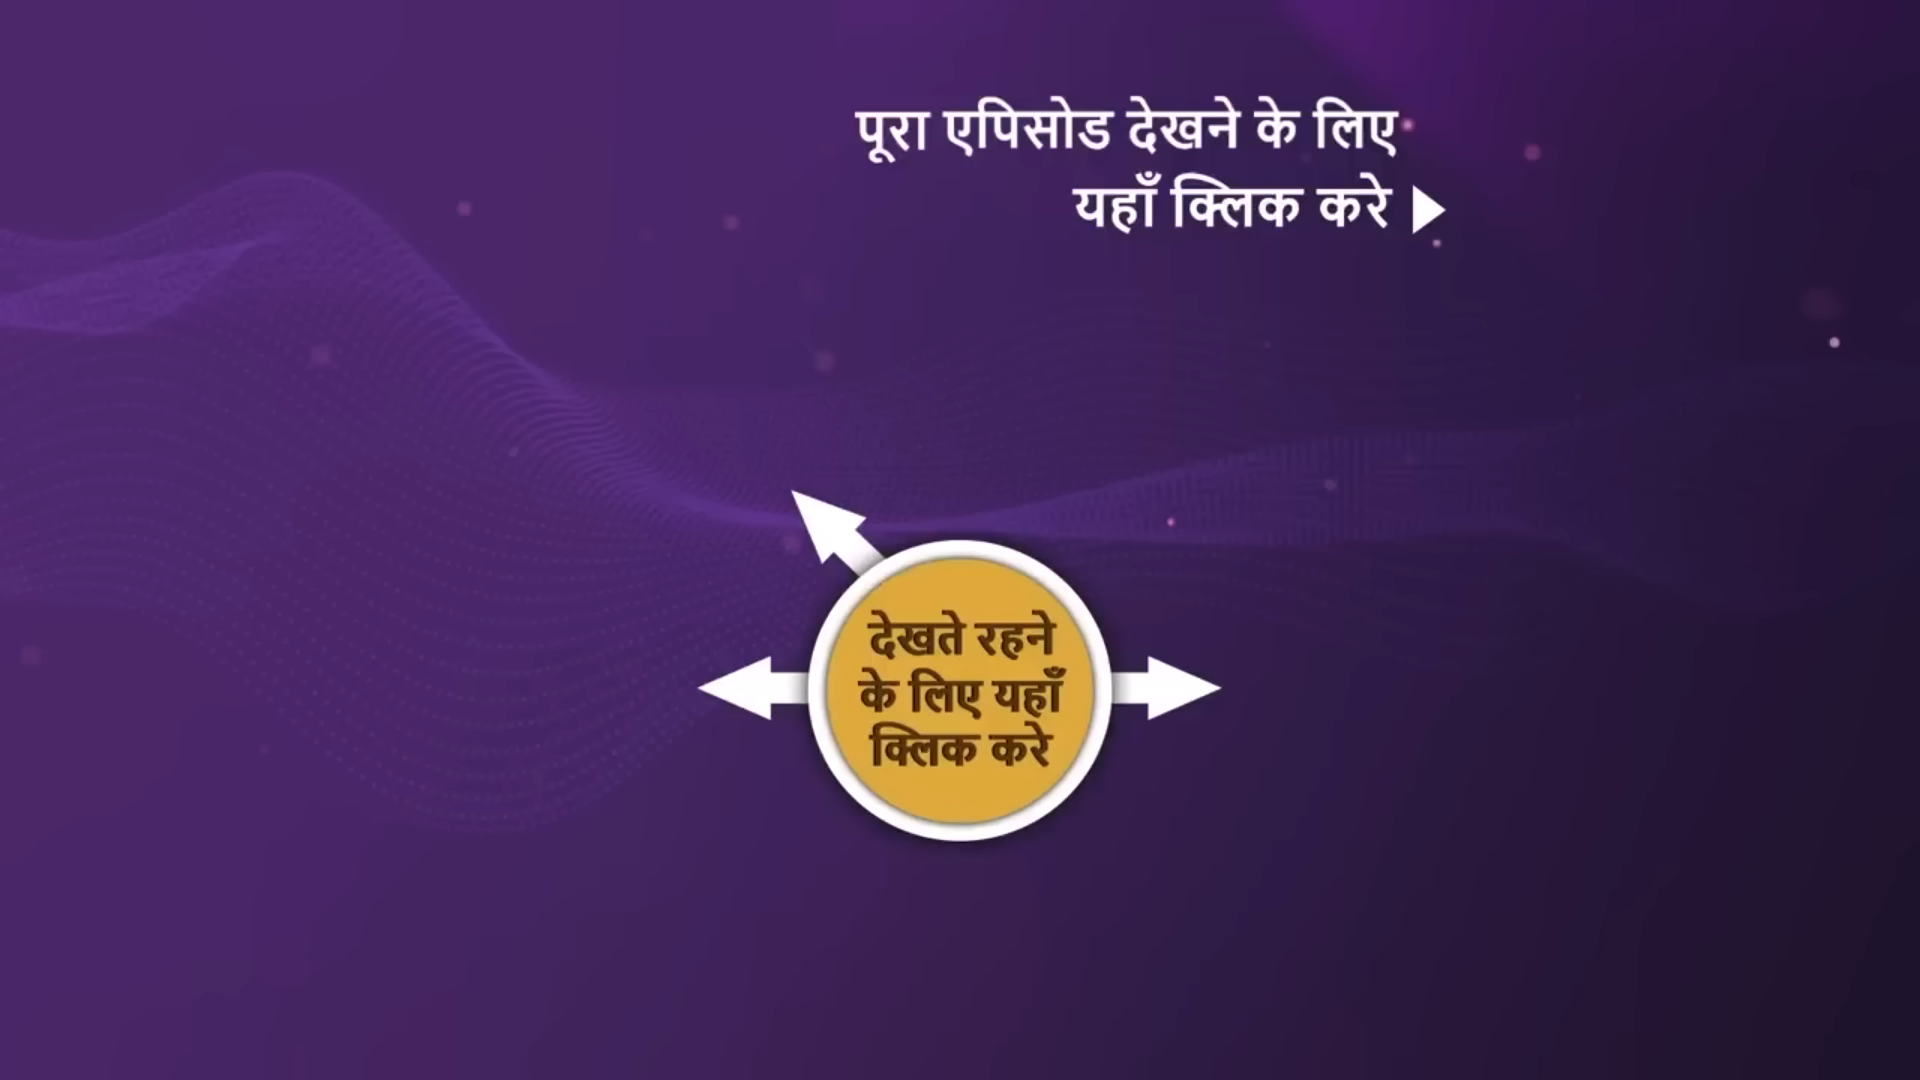 पूरा एपिसोड देखने के लिए
यहाँ क्लिक करे
देखते रहने
के लिए यहाँ
क्लिक करे